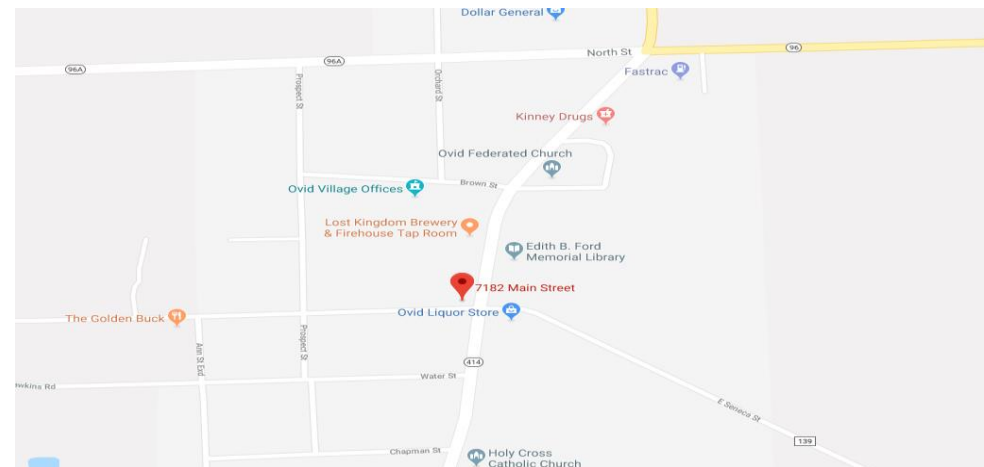 Dollar General
North St
96
96A
96A
Fastrac
Prospect St
Orchard St
Kinney Drugs
Ovid Federated Church
Brown St
Ovid Village Offices
Lost Kingdom Brewery
& Firehouse Tap Room
Edith B. Ford
Memorial Library
7182 Main Street
Ovid Liquor Store
The Golden Buck
Prospect St
Ann St Exd
414
Water St
wkins Rd
E Seneca St
139
Chapman St
Holy Cross
Catholic Church